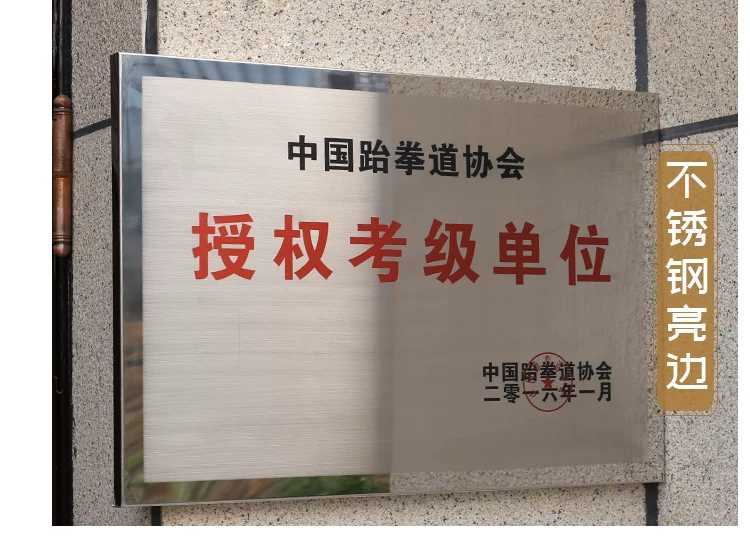 中国跆拳道协会
授权考级单位
中国跆拳道协会
二零一六年一月
不锈钢亮边